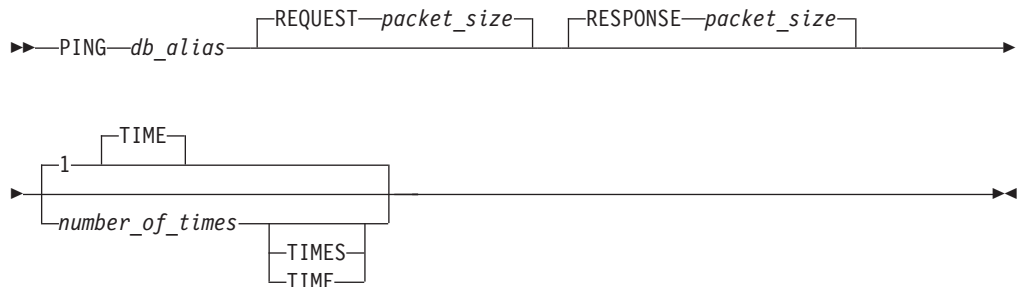 REQUEST packet_size RESPONSE packet_size
PING db_alias
TIME
1
number_of_times
TIMES
TIME